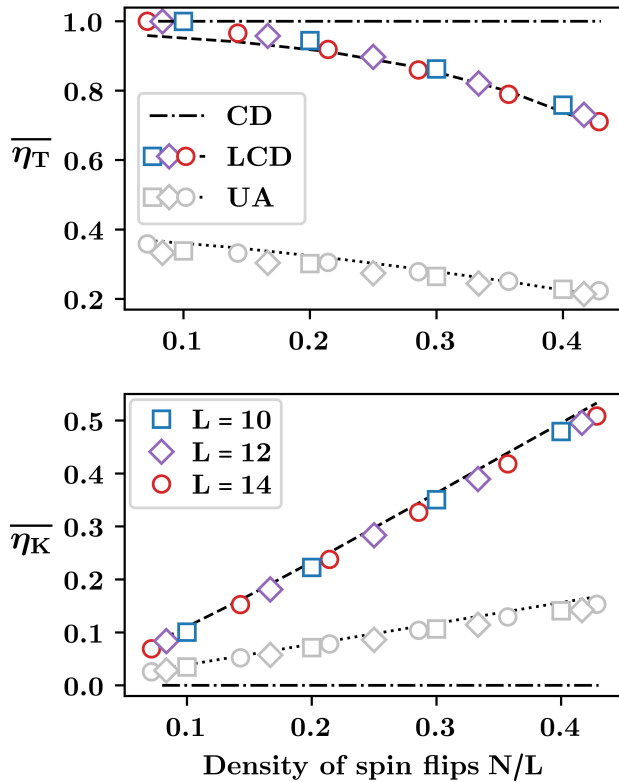 1.0
0.8
0.6
0.4
0.2
η_T
CD
LCD
UA
0.1 0.2 0.3 0.4
0.5
0.4
0.3
0.2
0.1
0.0
η_K
L = 10
L = 12
L = 14
0.1 0.2 0.3 0.4
Density of spin flips N/L